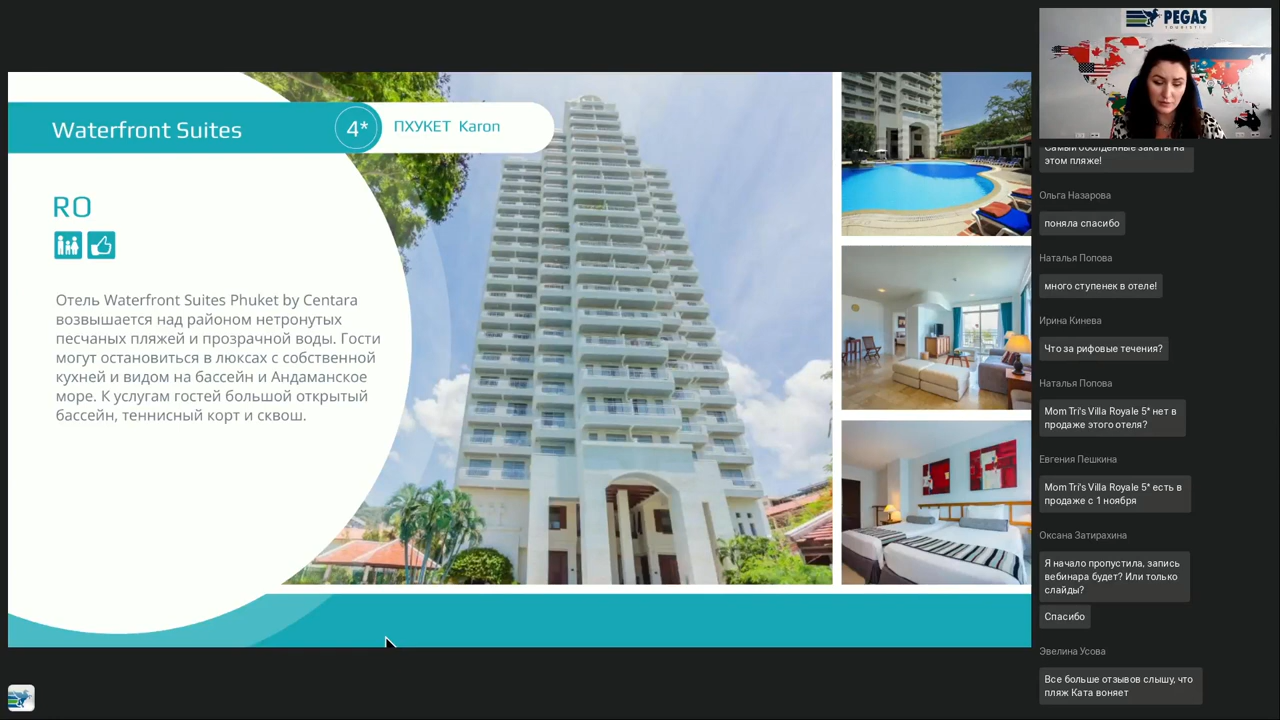 Waterfront Suites
4*
ПХУКЕТ Karon
RO
Отель Waterfront Suites Phuket by Centara
возвышается над районом нетронутых
песчаных пляжей и прозрачной воды. Гости
могут остановиться в люксах с собственной
кухней и видом на бассейн и Андаманское
море. К услугам гостей большой открытый
бассейн, теннисный корт и сквош.
PEGAS
TOURISTIK
Самый оболденные закаты на
этом пляже!
Ольга Назарова
поняла спасибо
Наталья Попова
много ступенек в отеле!
Ирина Кинева
Что за рифовые течения?
Наталья Попова
Mom Tri's Villa Royale 5* нет в
продаже этого отеля?
Евгения Пешкина
Mom Tri's Villa Royale 5* есть в
продаже с 1 ноября
Оксана Затирахина
Я начало пропустила, запись
вебинара будет? Или только
слайды?
Спасибо
Эвелина Усова
Все больше отзывов слышу, что
пляж Ката воняет